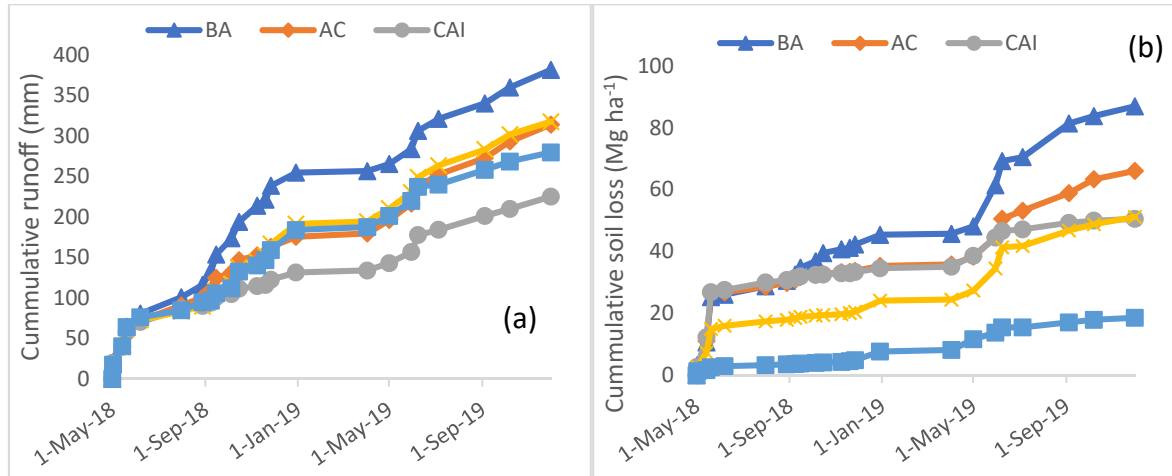 BA AC CAI
Cummulative runoff (mm)
400
350
300
250
200
150
100
50
0
(a)
1-May-18 1-Sep-18 1-Jan-19 1-May-19 1-Sep-19
BA AC CAI
(b)
Cummulative soil loss (Mg ha⁻¹)
100
80
60
40
20
0
1-May-18 1-Sep-18 1-Jan-19 1-May-19 1-Sep-19